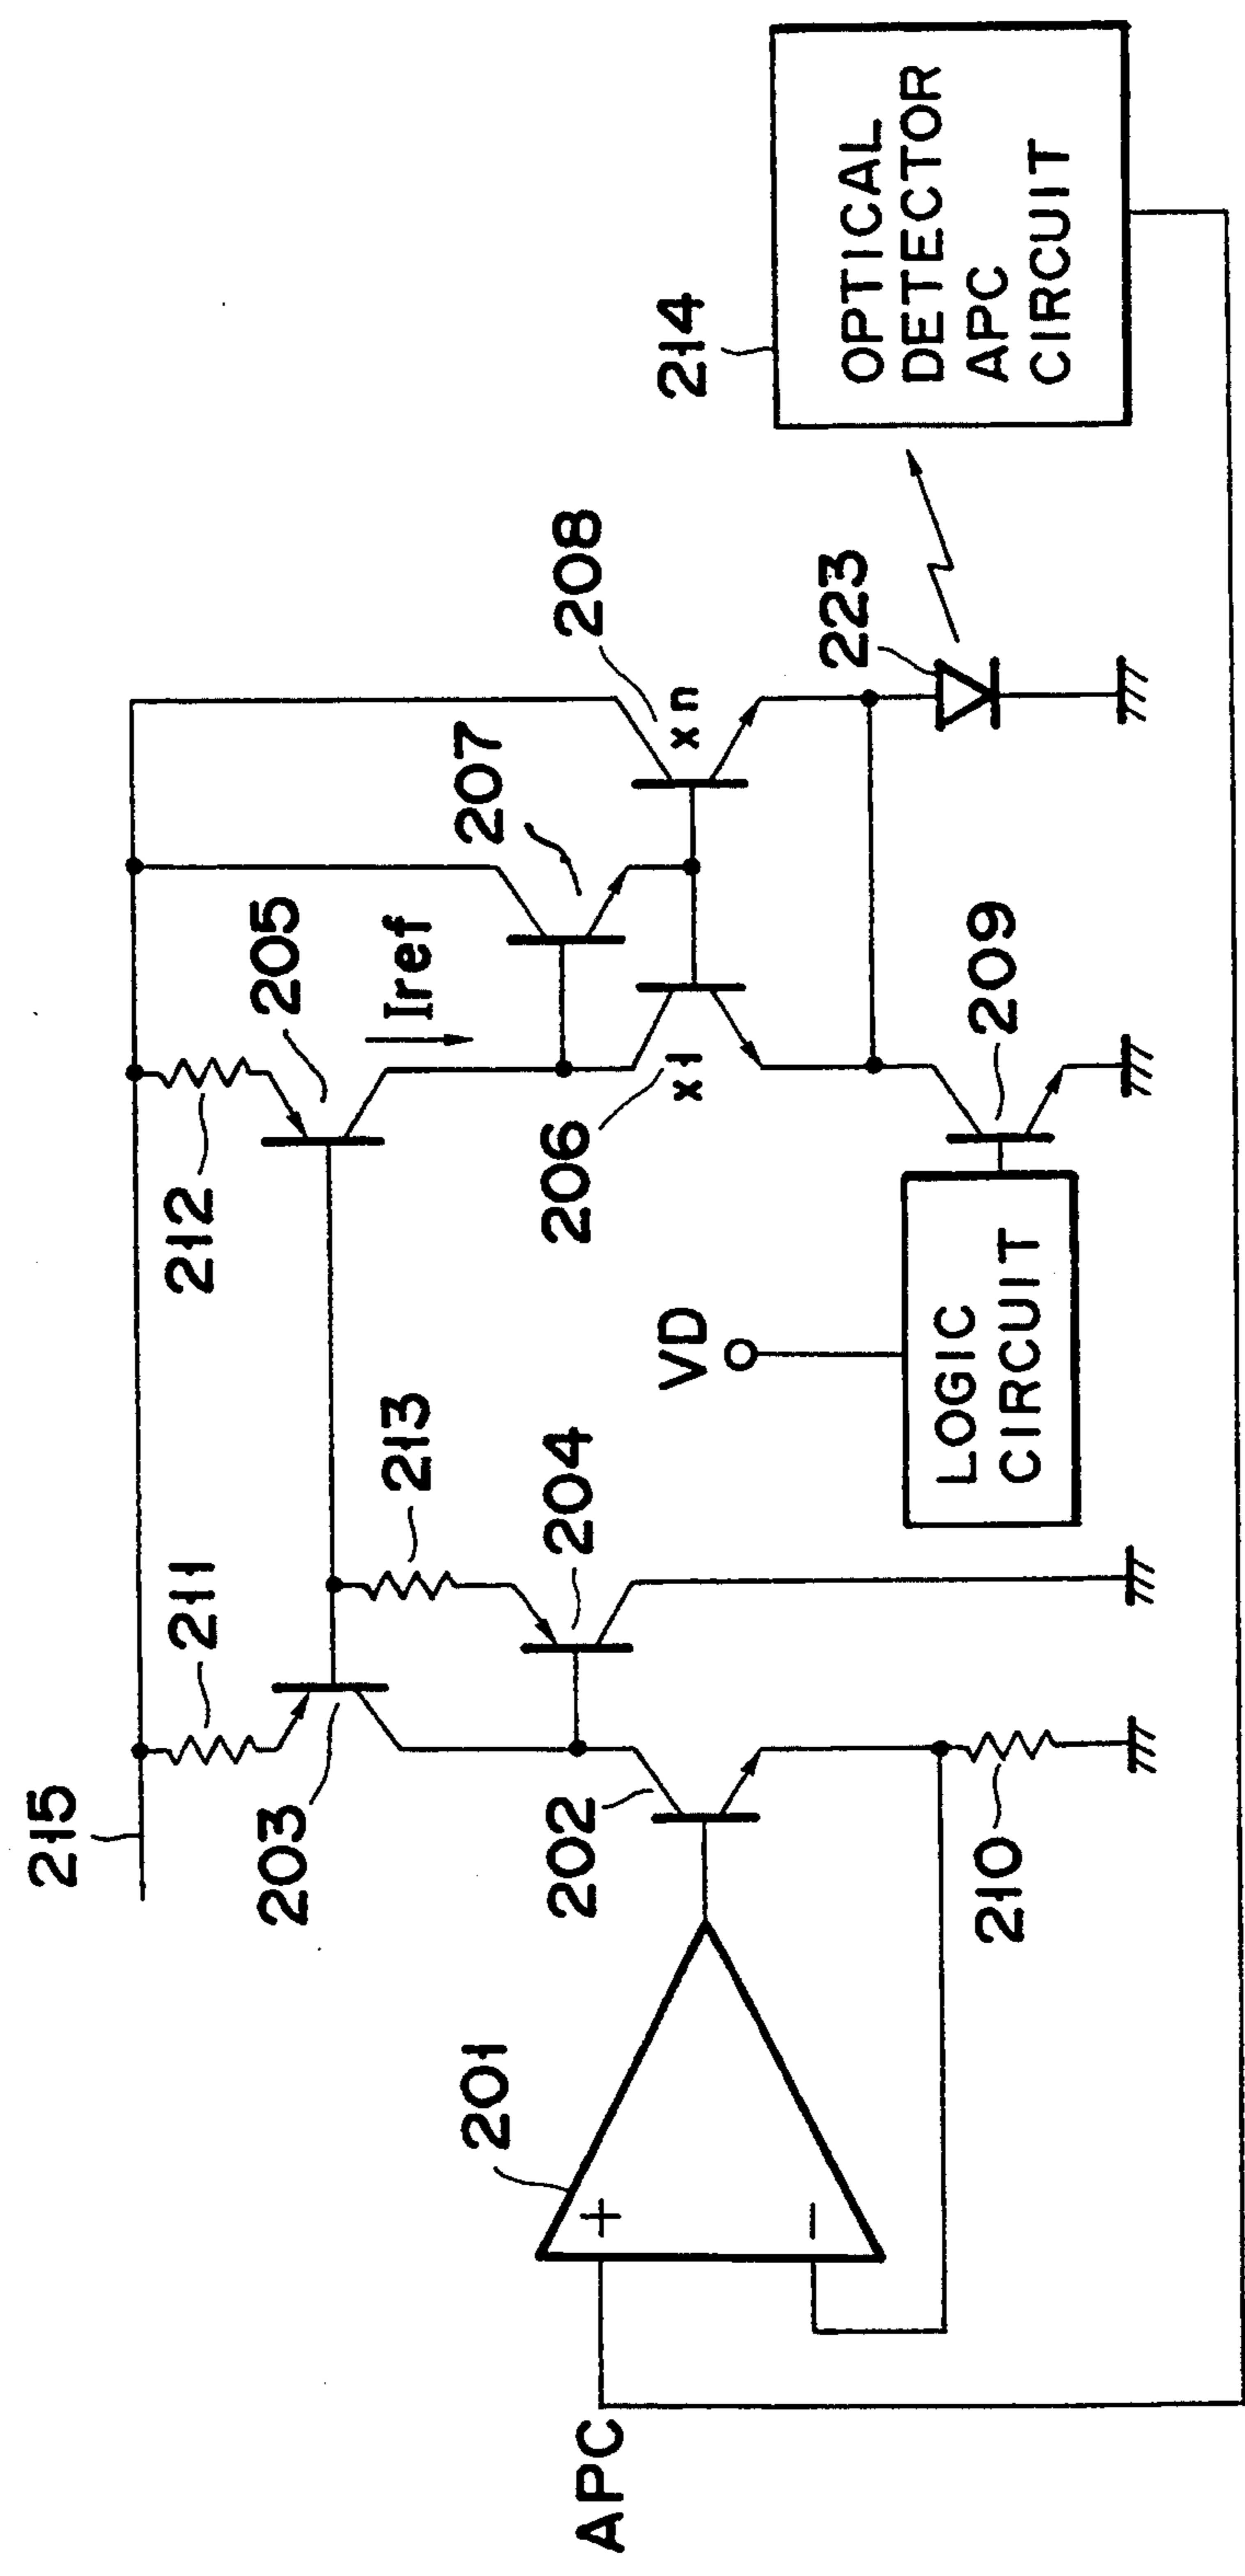 215
211
212
203
205
Iref
213
207
208
214
OPTICAL
DETECTOR
APC
CIRCUIT
201
+
−
202
204
VD
206
x1
xn
223
APC
210
LOGIC
CIRCUIT
209